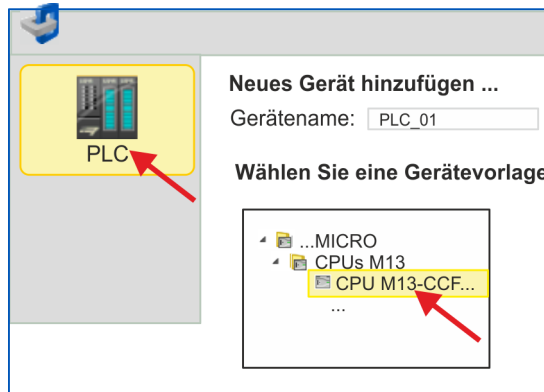 PLC
Neues Gerät hinzufügen ...
Gerätename: PLC_01
Wählen Sie eine Gerätevorlage
...MICRO
CPUs M13
CPU M13-CCF...
...